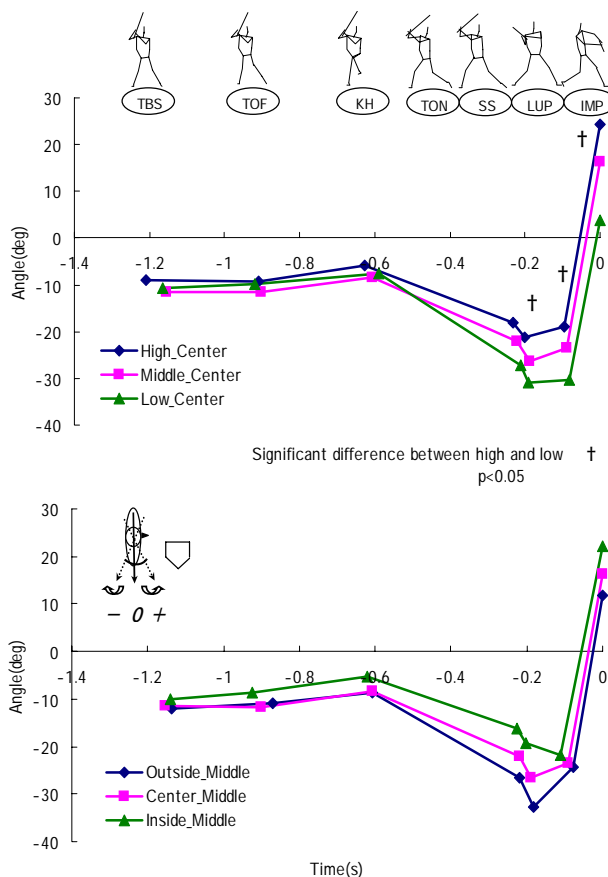 TBS TOF KH TON SS LUP IMP
30
20
10
0
-10
-20
-30
-40
-1.4 -1.2 -1 -0.8 -0.6 -0.4 -0.2 0
Angle(deg)
†
†
†
High_Center
Middle_Center
Low_Center
Significant difference between high and low †
p<0.05
30
20
10
0
-10
-20
-30
-40
-1.4 -1.2 -1 -0.8 -0.6 -0.4 -0.2 0
Angle(deg)
− 0 +
Outside_Middle
Center_Middle
Inside_Middle
Time(s)